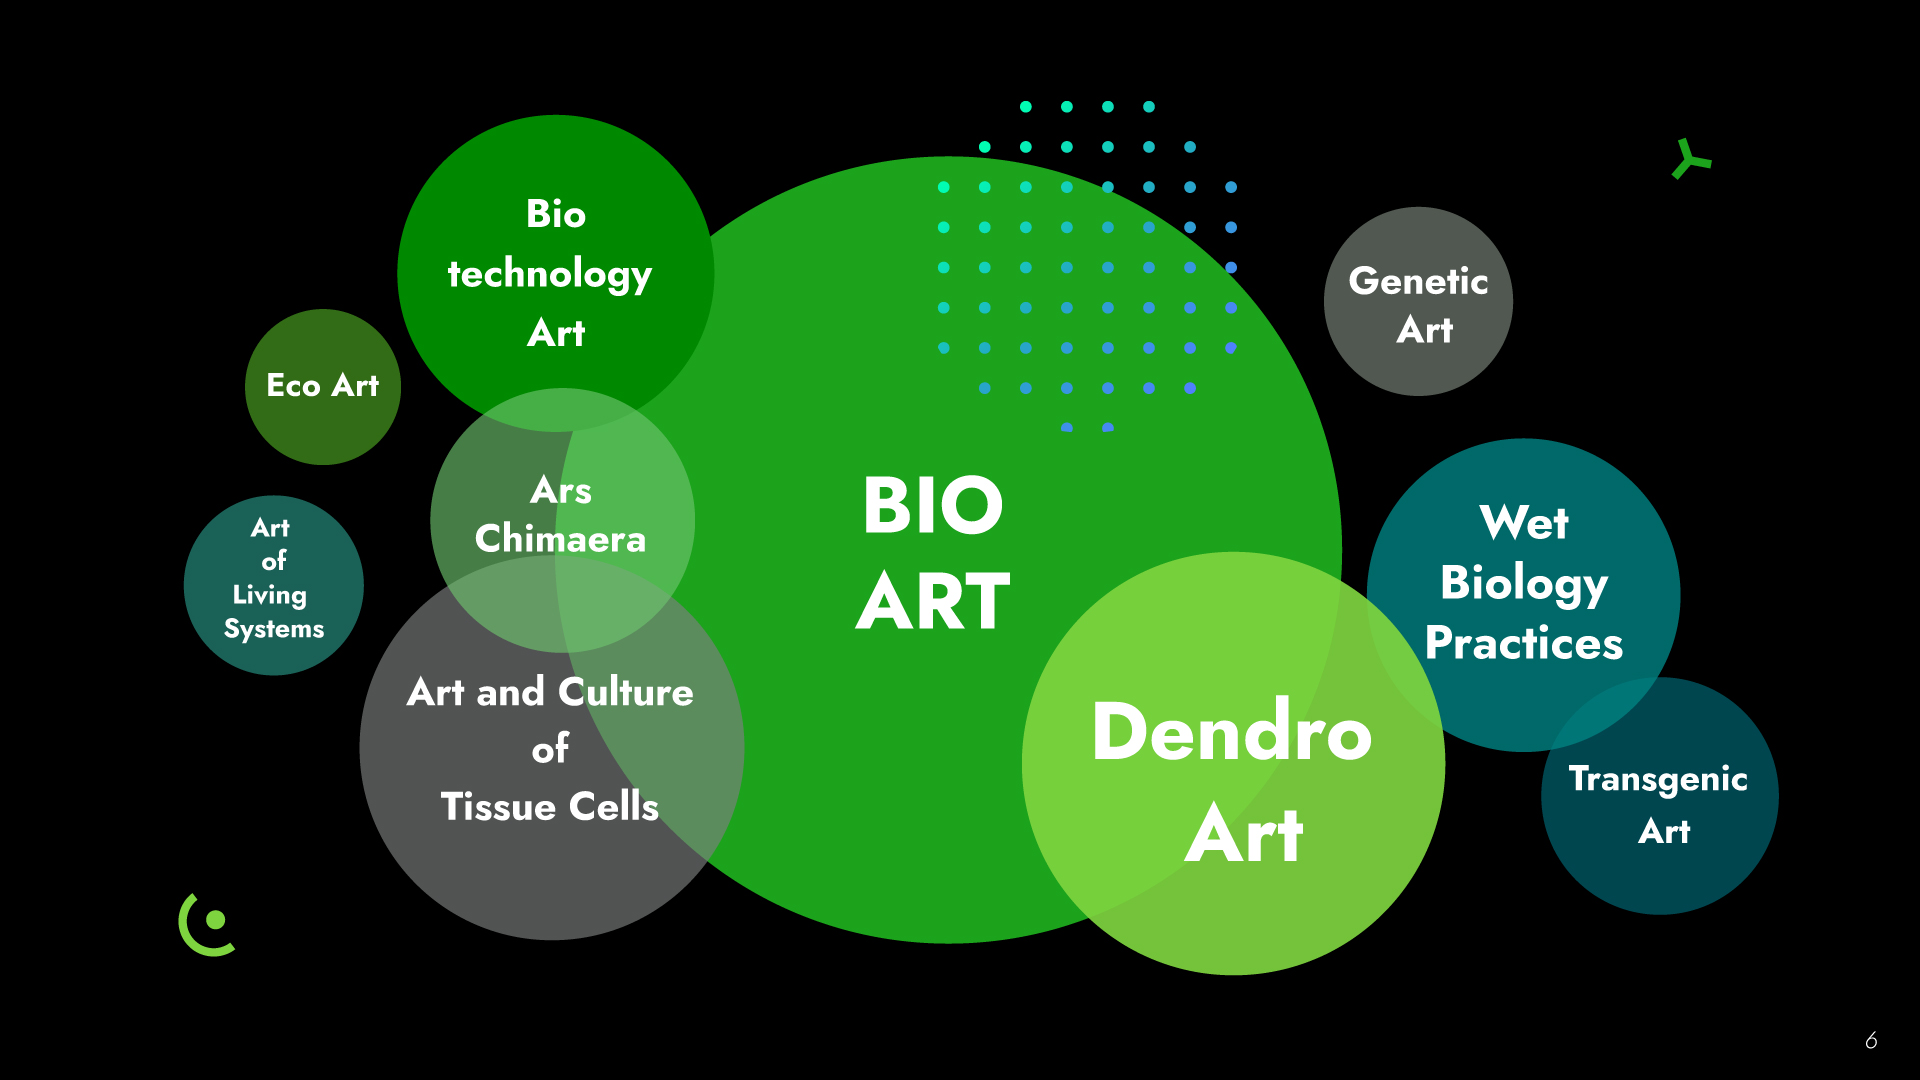 Bio
technology
Art
Eco Art
Art
of
Living
Systems
Ars
Chimaera
Art and Culture
of
Tissue Cells
BIO
ART
Dendro
Art
Genetic
Art
Wet
Biology
Practices
Transgenic
Art
6